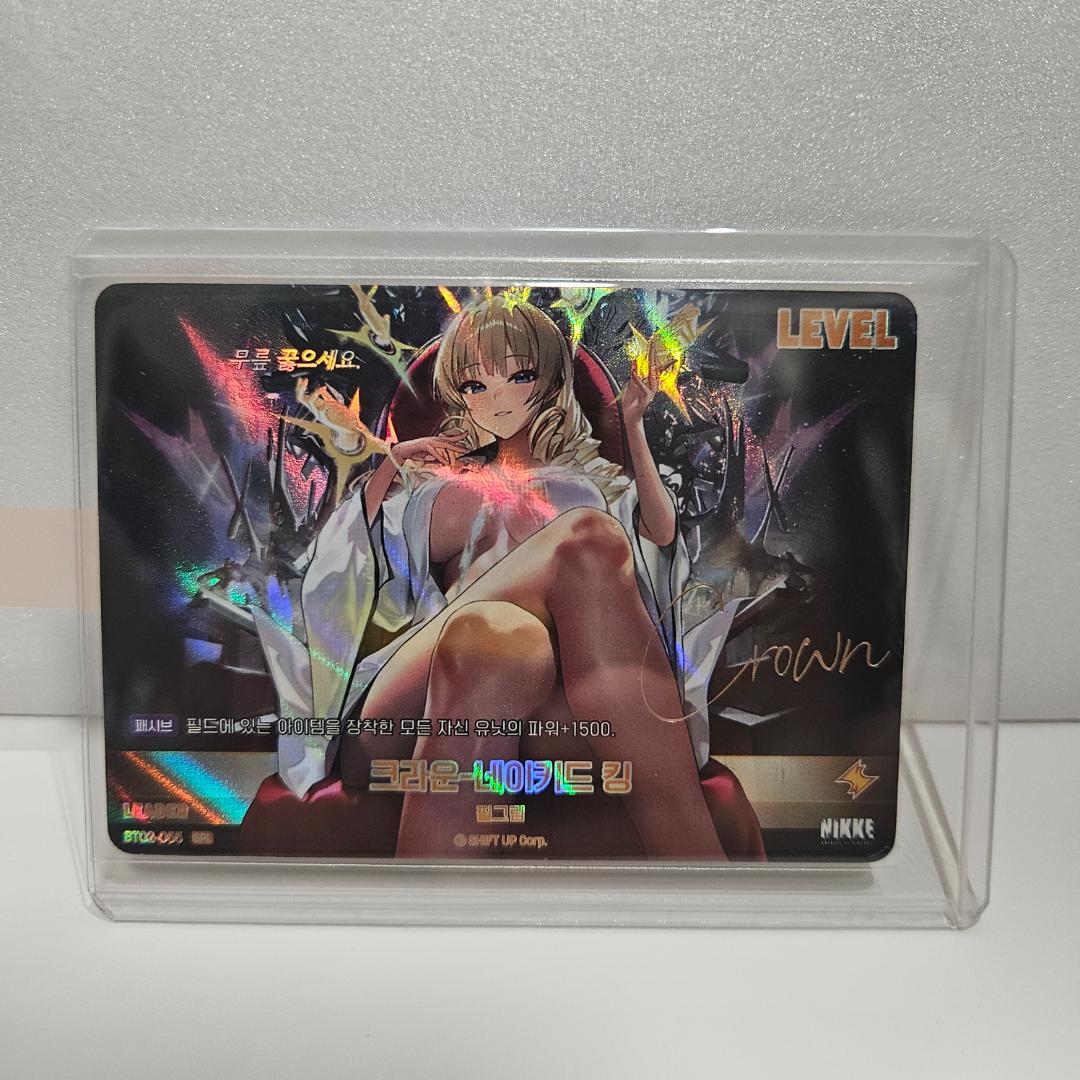 LEVEL
무릎 꿇으세요.
Crown
패시브 필드에 있는 아이템을 장착한 모든 자신 유닛의 파워+1500.
크라운-네이키드 킹
LEADER
필그림
BT02-055
© SHIFT UP Corp.
NIKKE